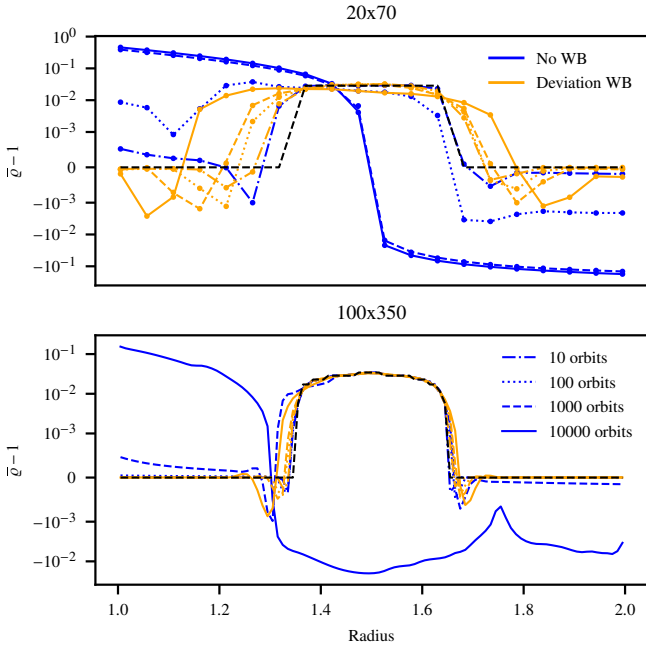 20x70
10⁰
10⁻¹
10⁻²
10⁻³
0
−10⁻³
−10⁻²
−10⁻¹
ϱ̅ − 1
No WB
Deviation WB
100x350
10⁻¹
10⁻²
10⁻³
0
−10⁻³
−10⁻²
ϱ̅ − 1
10 orbits
100 orbits
1000 orbits
10000 orbits
1.0 1.2 1.4 1.6 1.8 2.0
Radius